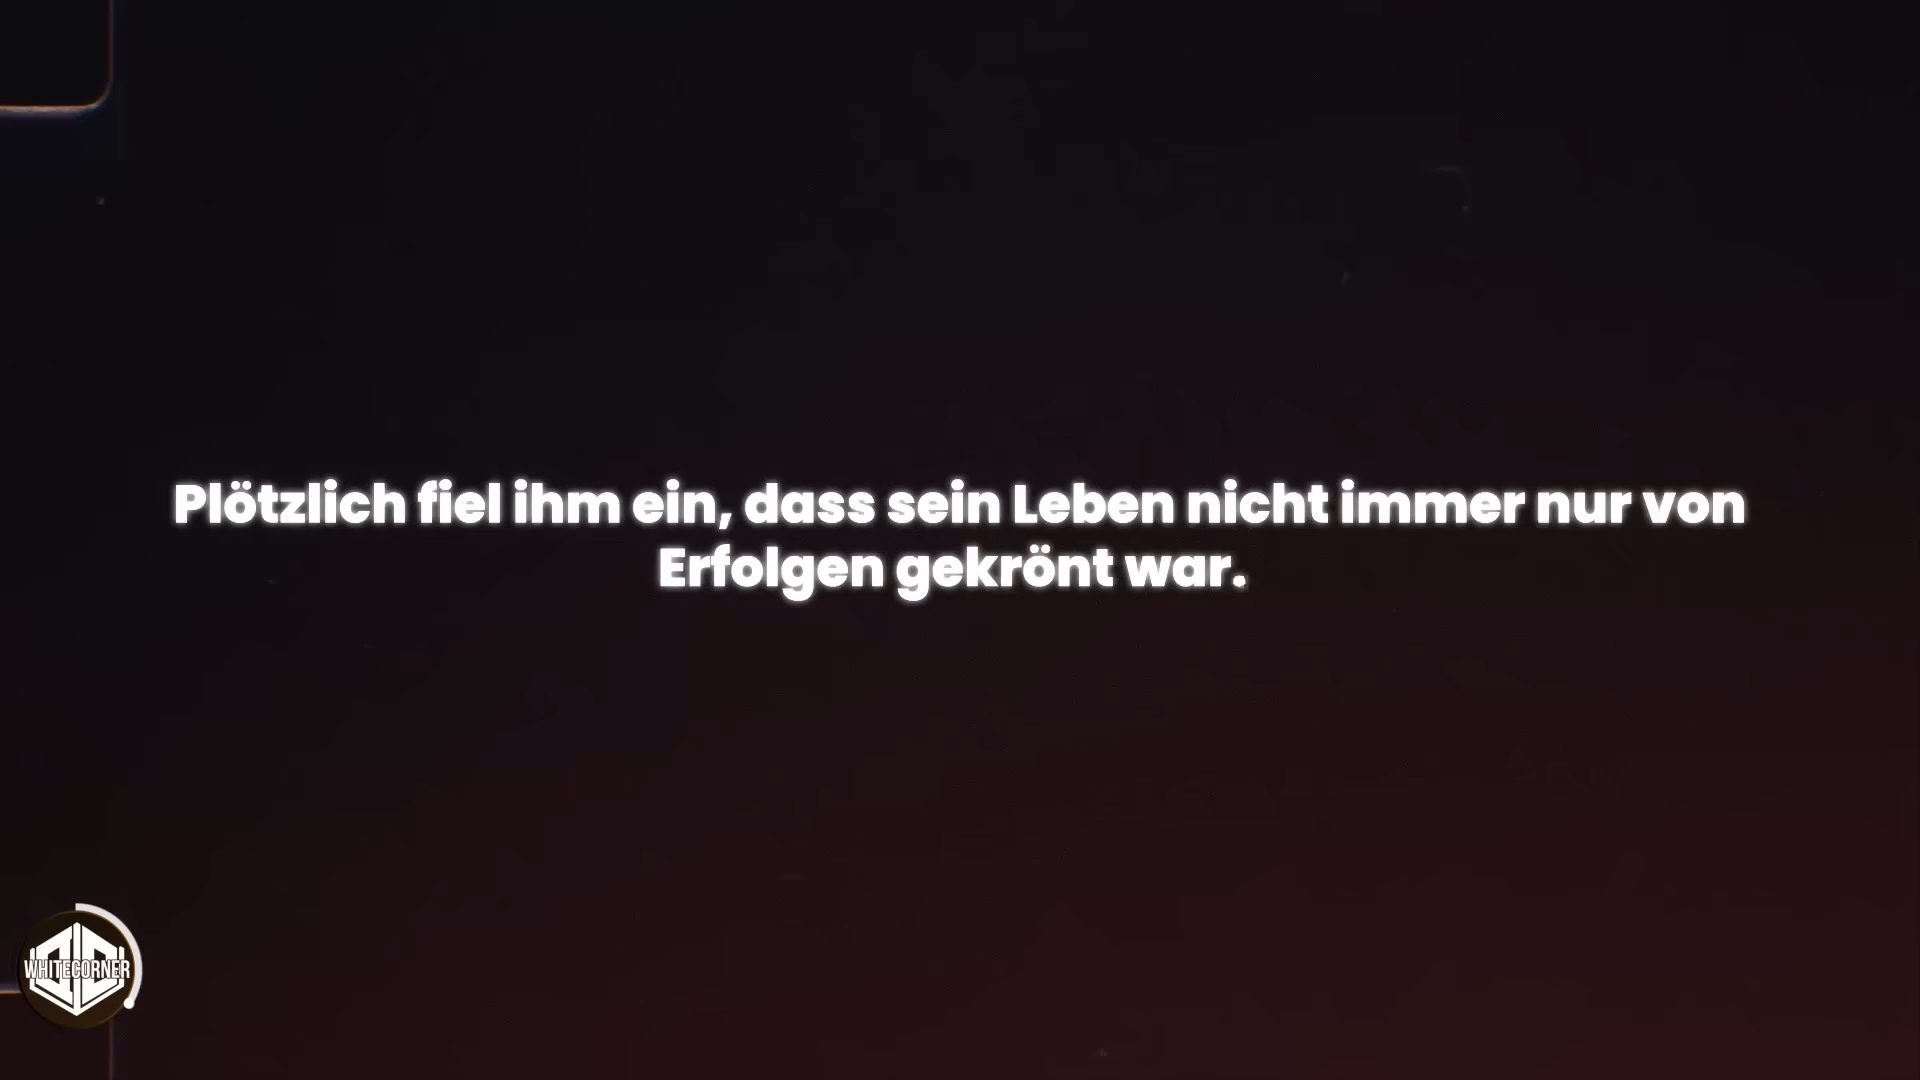 Plötzlich fiel ihm ein, dass sein Leben nicht immer nur von
Erfolgen gekrönt war.
WHITECORNER